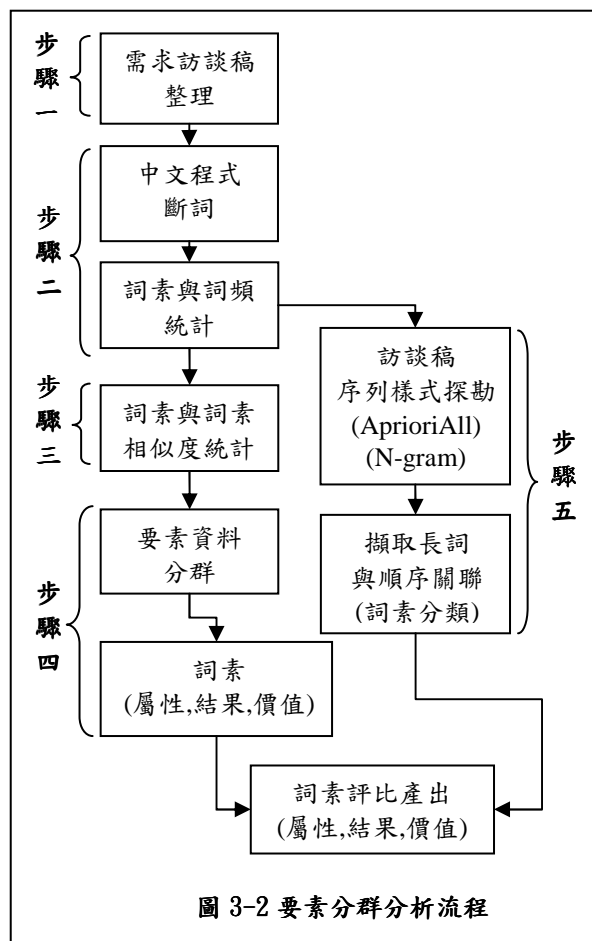 步驟一
需求訪談稿
整理
步驟二
中文程式
斷詞
詞素與詞頻
統計
步驟三
詞素與詞素
相似度統計
步驟四
要素資料
分群
詞素
(屬性,結果,價值)
訪談稿
序列樣式探勘
(AprioriAll)
(N-gram)
步驟五
擷取長詞
與順序關聯
(詞素分類)
詞素評比產出
(屬性,結果,價值)
圖 3-2 要素分群分析流程